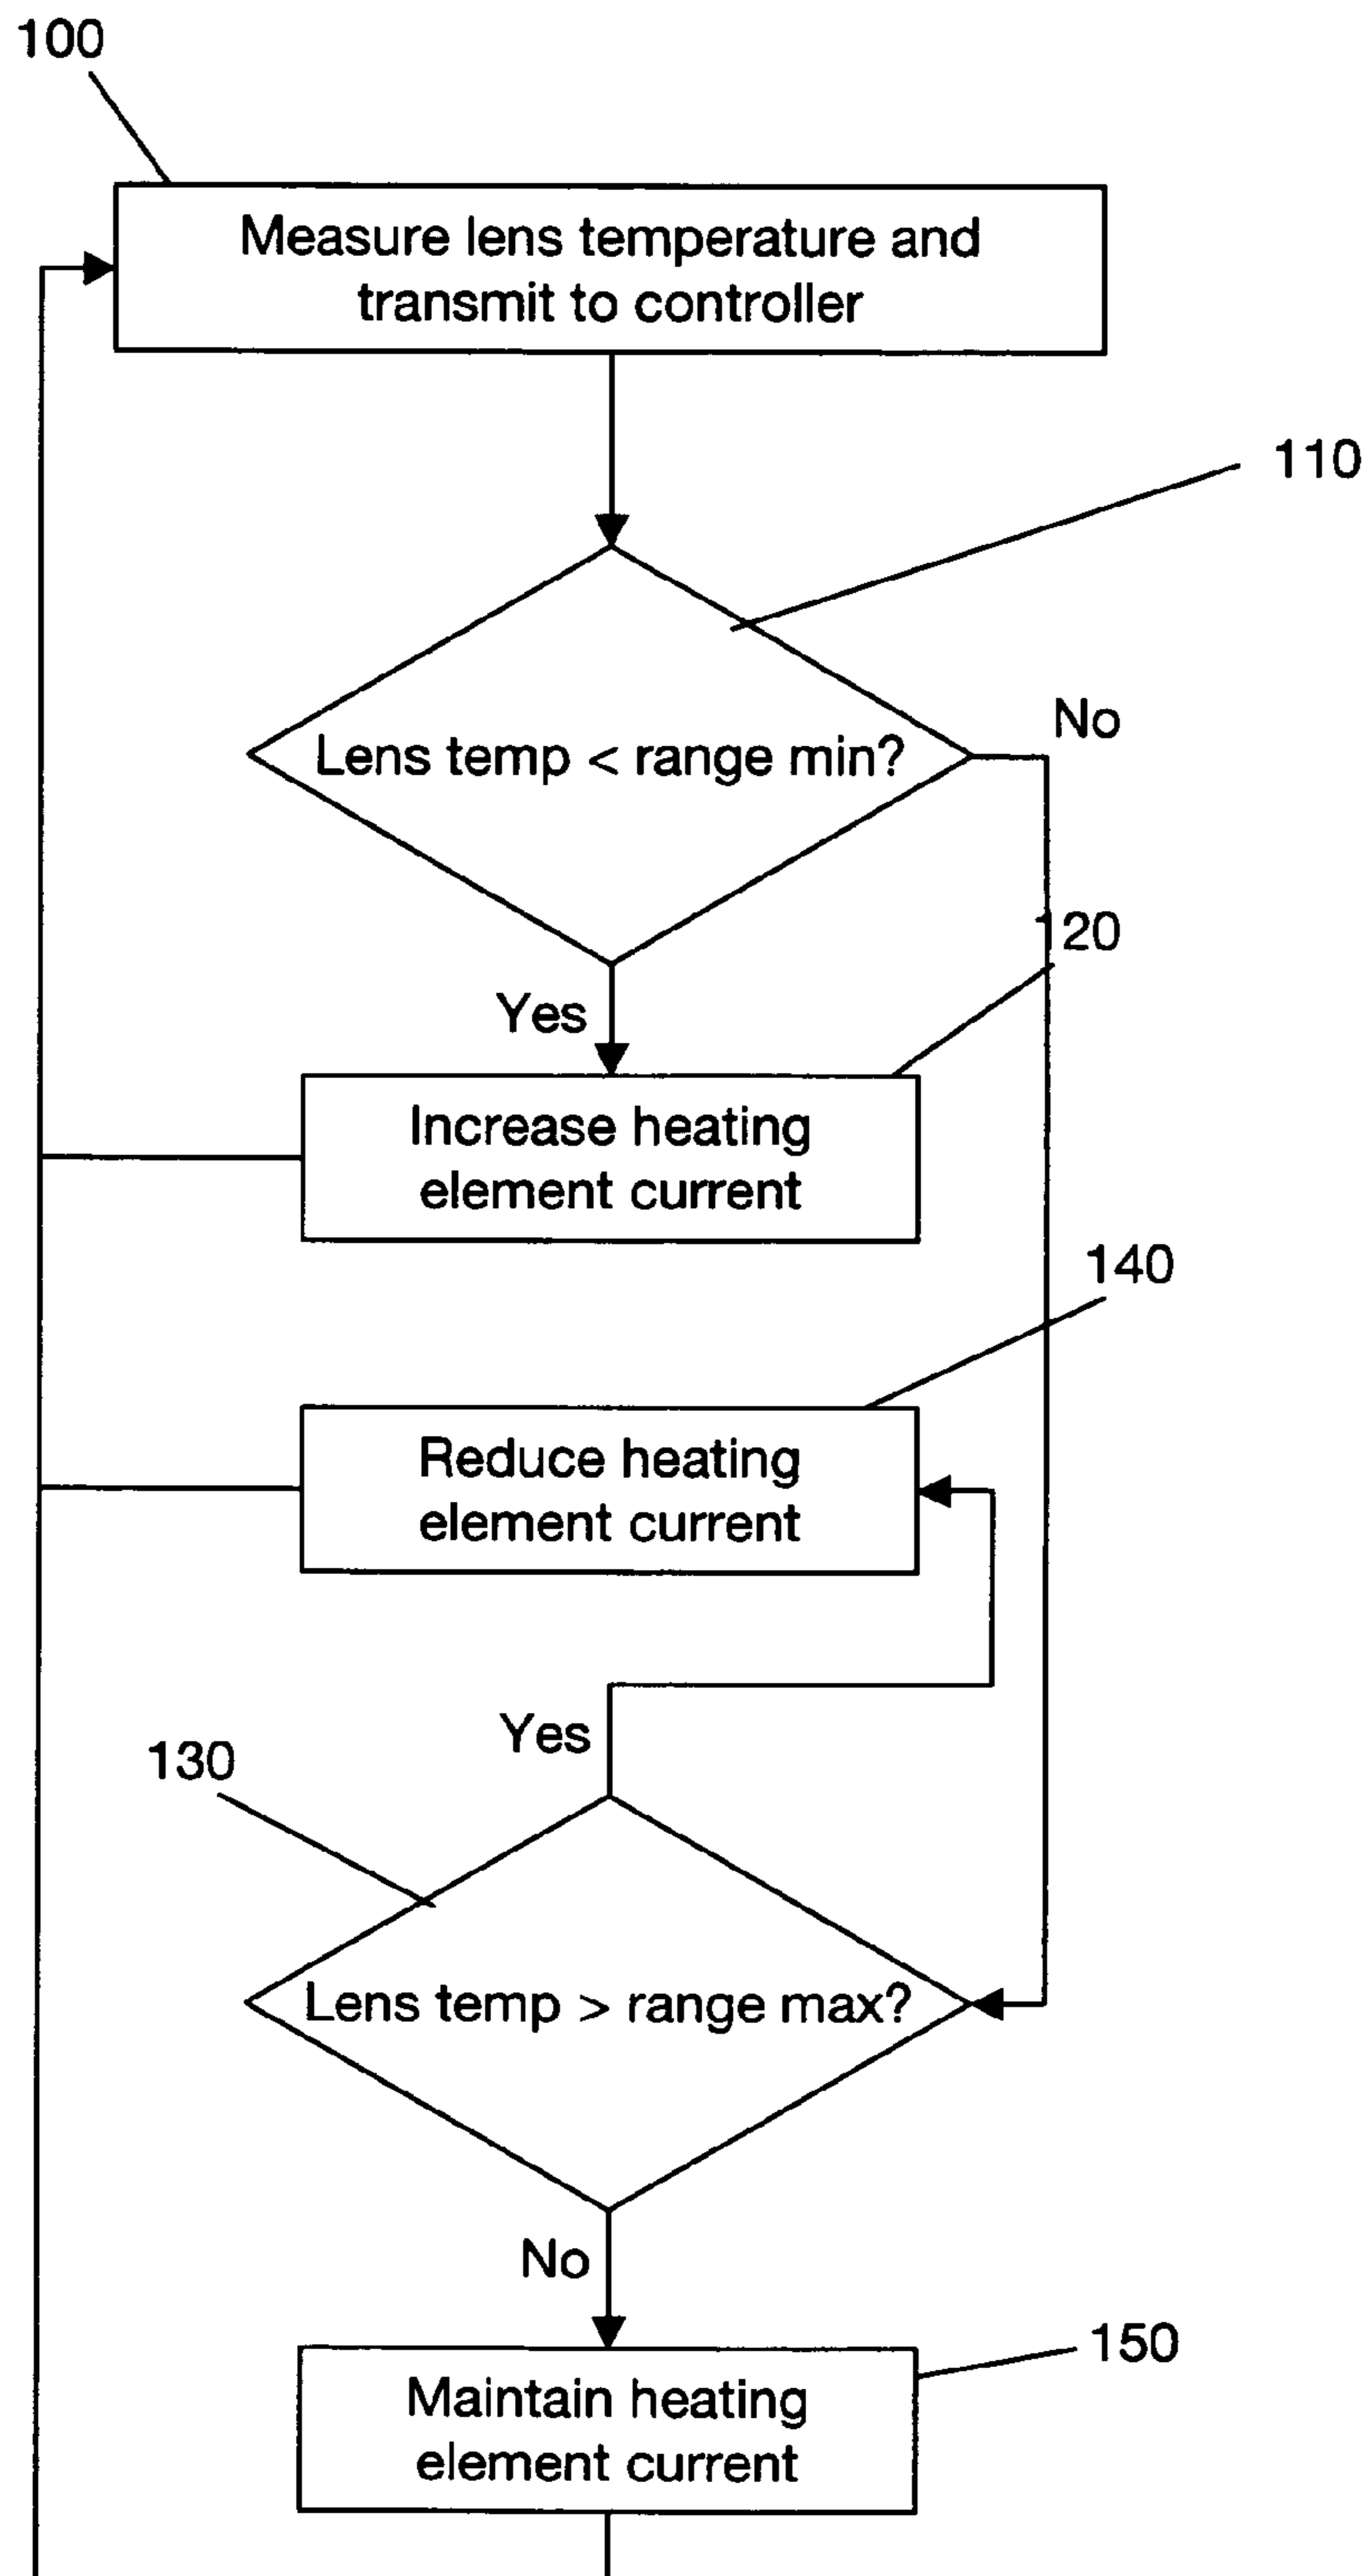 100
Measure lens temperature and
transmit to controller
110
Lens temp < range min?
No
120
Yes
Increase heating
element current
140
Reduce heating
element current
Yes
130
Lens temp > range max?
No
150
Maintain heating
element current